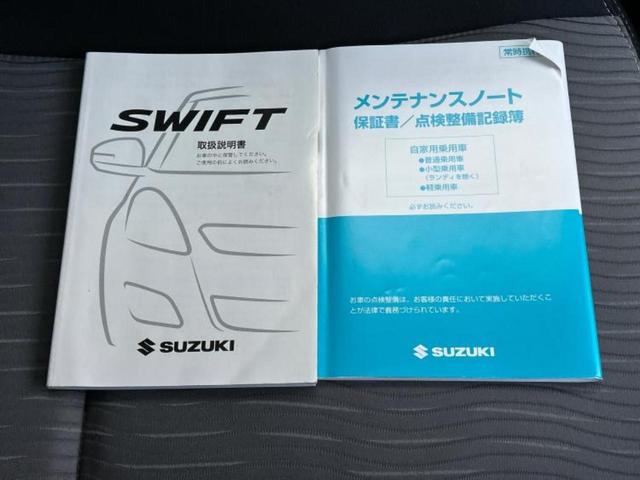 SWIFT
取扱説明書
お車の中に保管してください。
ご使用の前によくお読みください。
SUZUKI
常時携
メンテナンスノート
保証書／点検整備記録簿
自家用乗用車
●普通乗用車
●小型乗用車
（ランディを除く）
●軽乗用車
必ずお読みください。
お車の点検整備は、お客様の責任において実施していただくこ
とが法律で義務づけられています。
SUZUKI